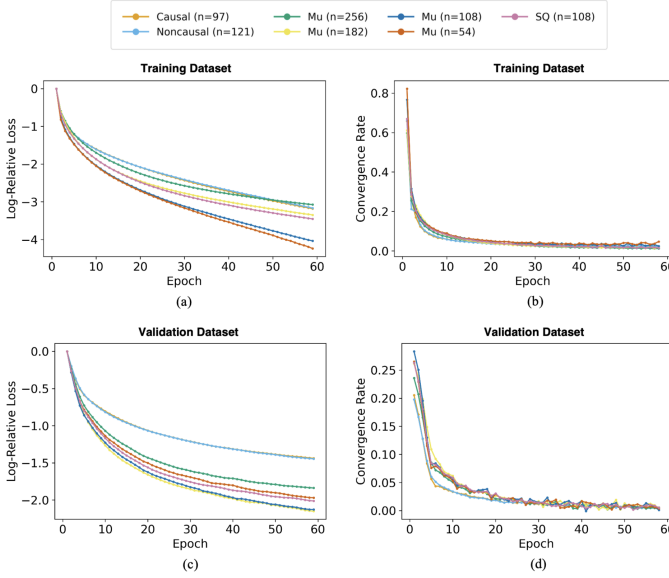 Causal (n=97) Mu (n=256) Mu (n=108) SQ (n=108)
Noncausal (n=121) Mu (n=182) Mu (n=54)
Training Dataset
Log-Relative Loss
0
−1
−2
−3
−4
0 10 20 30 40 50 60
Epoch
(a)
Training Dataset
Convergence Rate
0.8
0.6
0.4
0.2
0.0
0 10 20 30 40 50 60
Epoch
(b)
Validation Dataset
Log-Relative Loss
0.0
−0.5
−1.0
−1.5
−2.0
0 10 20 30 40 50 60
Epoch
(c)
Validation Dataset
Convergence Rate
0.25
0.20
0.15
0.10
0.05
0.00
0 10 20 30 40 50 60
Epoch
(d)